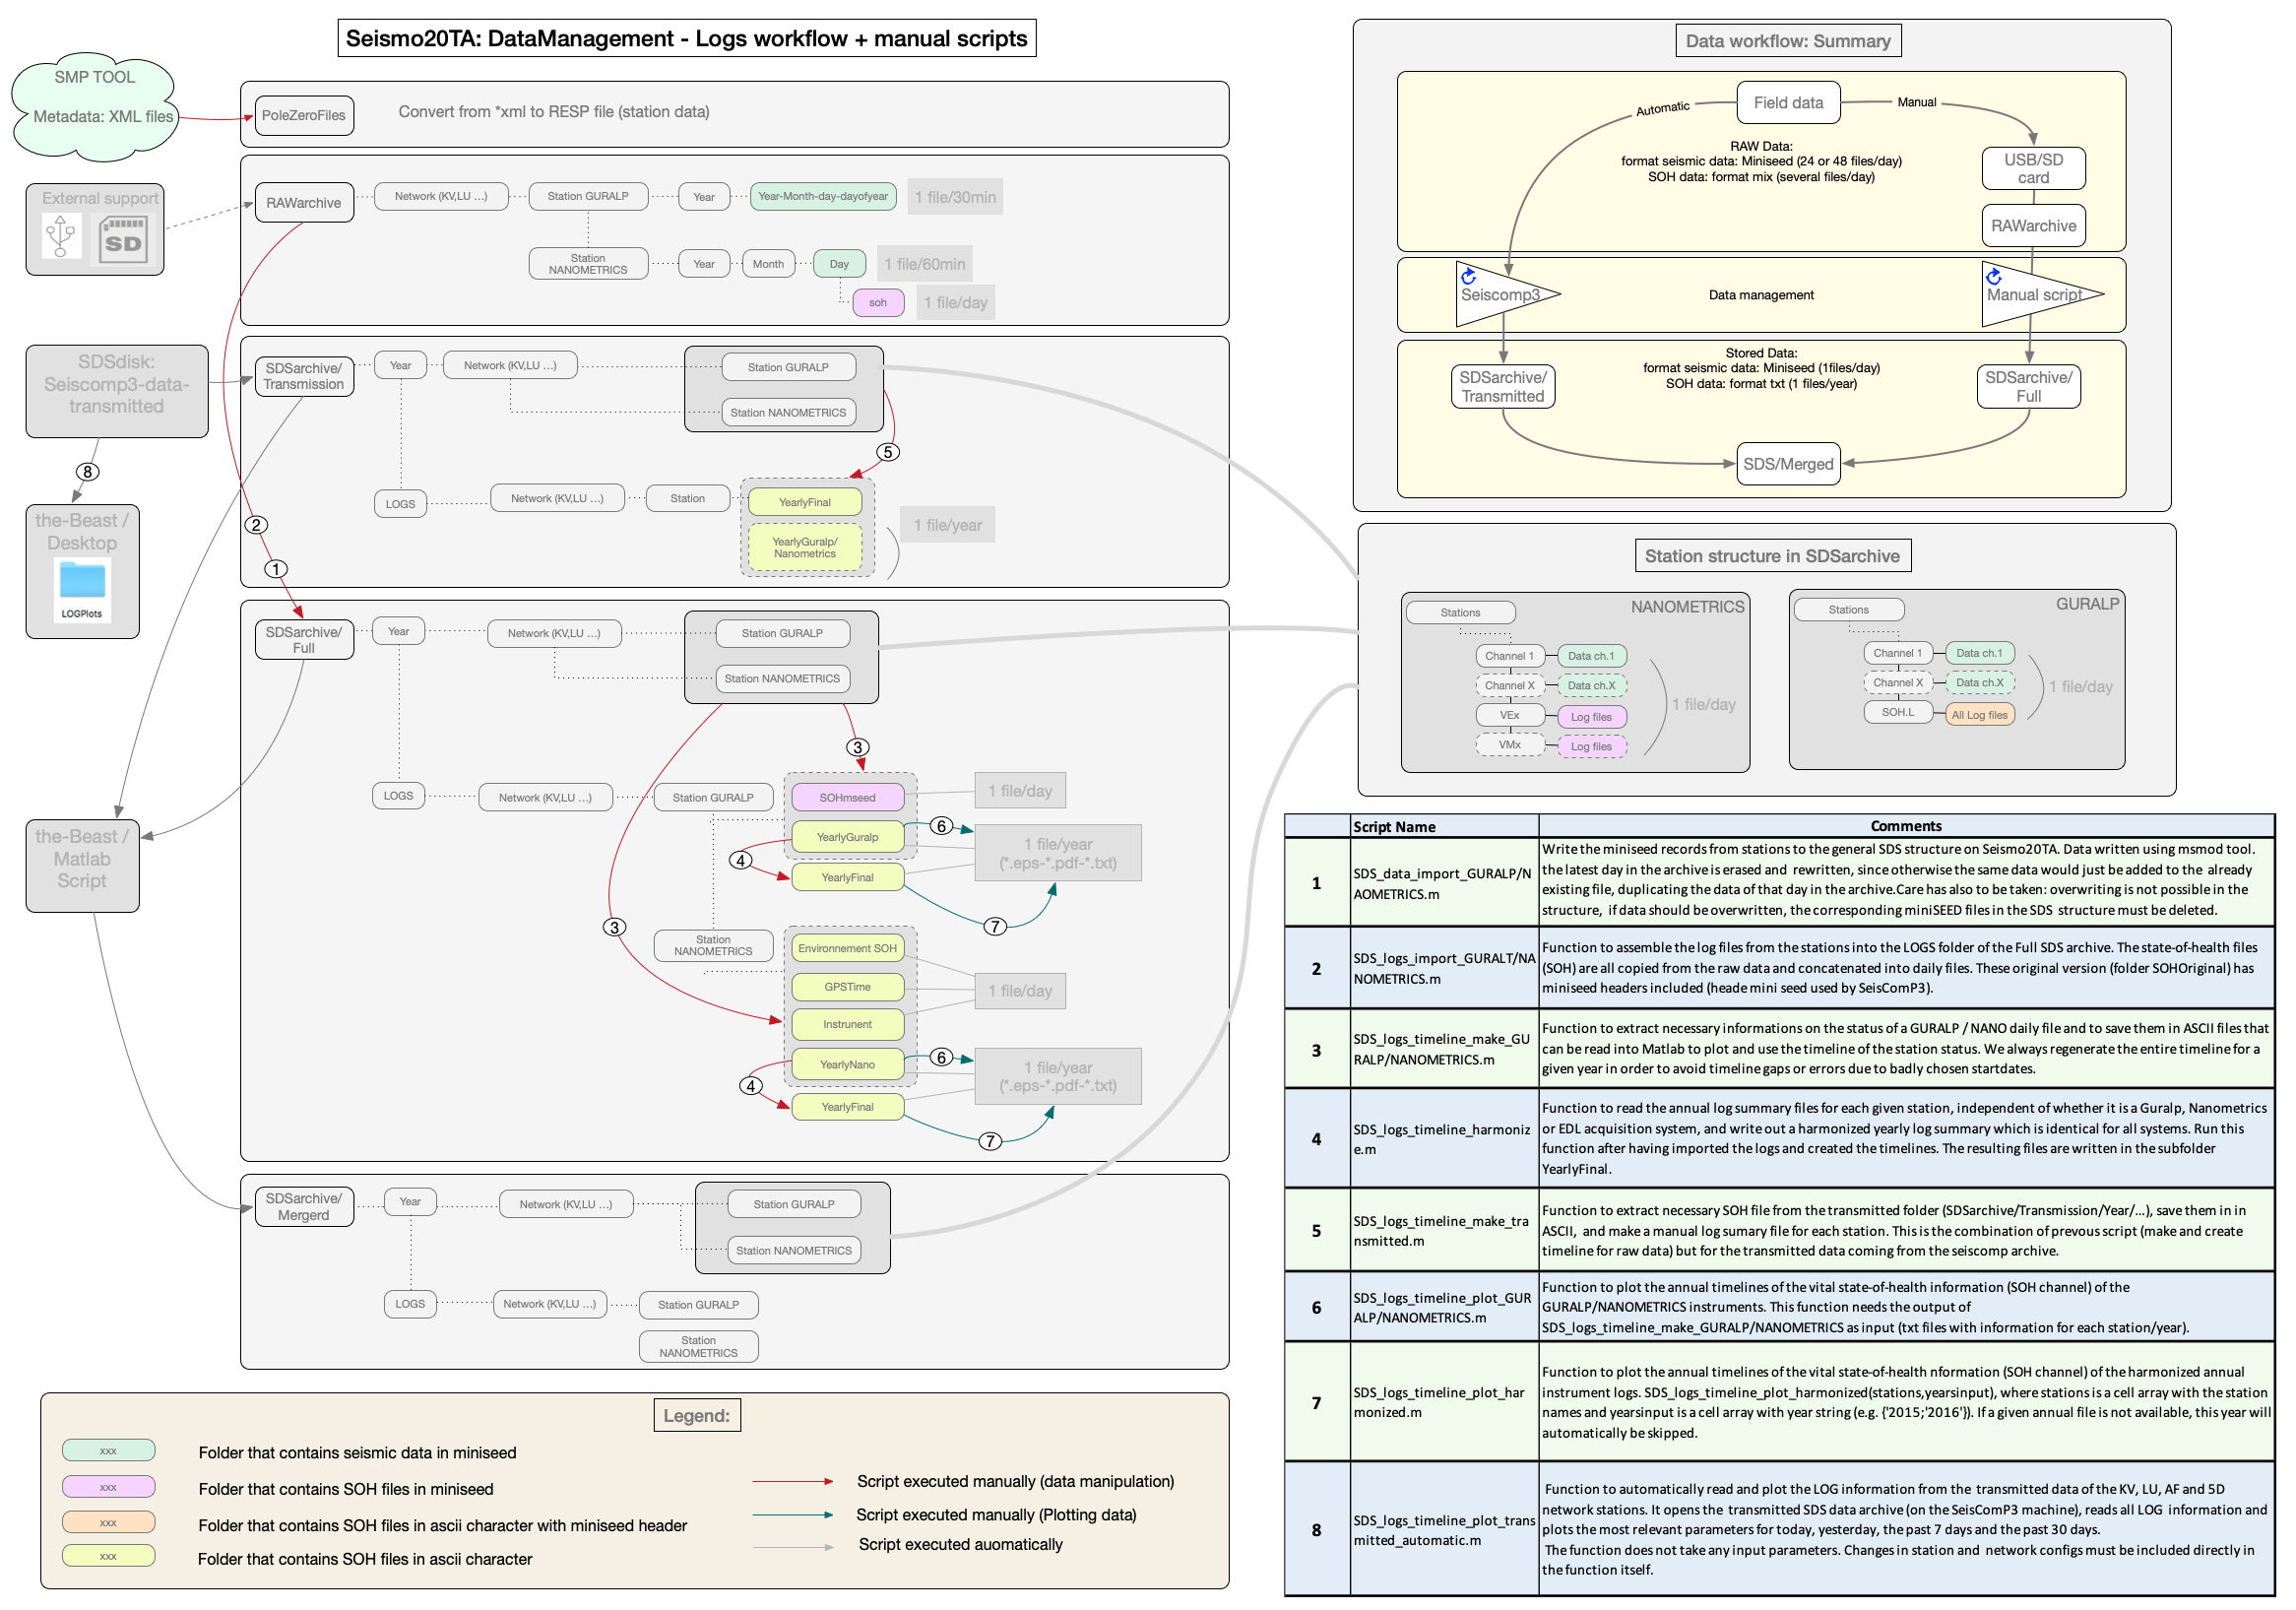 Seismo20TA: DataManagement - Logs workflow + manual scripts
SMP TOOL
Metadata: XML files
PoleZeroFiles
Convert from *xml to RESP file (station data)
External support
SD
RAWarchive
Network (KV,LU ...)
Station GURALP
Year
Year-Month-day-dayofyear
1 file/30min
Station
NANOMETRICS
Year
Month
Day
1 file/60min
soh
1 file/day
SDSdisk:
Seiscomp3-data-
transmitted
8
the-Beast /
Desktop
LOGPlots
SDSarchive/
Transmission
Year
Network (KV,LU ...)
Station GURALP
Station NANOMETRICS
5
LOGS
Network (KV,LU ...)
Station
YearlyFinal
YearlyGuralp/
Nanometrics
1 file/year
2
1
SDSarchive/
Full
Year
Network (KV,LU ...)
Station GURALP
Station NANOMETRICS
3
LOGS
Network (KV,LU ...)
Station GURALP
SOHmseed
1 file/day
YearlyGuralp
6
1 file/year
(*.eps-*.pdf-*.txt)
4
YearlyFinal
7
3
Station
NANOMETRICS
Environnement SOH
GPSTime
1 file/day
Instrunent
YearlyNano
6
1 file/year
(*.eps-*.pdf-*.txt)
4
YearlyFinal
7
the-Beast /
Matlab
Script
SDSarchive/
Mergerd
Year
Network (KV,LU ...)
Station GURALP
Station NANOMETRICS
LOGS
Network (KV,LU ...)
Station GURALP
Station
NANOMETRICS
Legend:
xxx
Folder that contains seismic data in miniseed
xxx
Folder that contains SOH files in miniseed
xxx
Folder that contains SOH files in ascii character with miniseed header
xxx
Folder that contains SOH files in ascii character
Script executed manually (data manipulation)
Script executed manually (Plotting data)
Script executed auomatically
Data workflow: Summary
Automatic
Field data
Manual
RAW Data:
format seismic data: Miniseed (24 or 48 files/day)
SOH data: format mix (several files/day)
USB/SD
card
RAWarchive
Seiscomp3
Data management
Manual script
Stored Data:
format seismic data: Miniseed (1files/day)
SOH data: format txt (1 files/year)
SDSarchive/
Transmitted
SDSarchive/
Full
SDS/Merged
Station structure in SDSarchive
NANOMETRICS
Stations
Channel 1
Data ch.1
Channel X
Data ch.X
VEx
Log files
VMx
Log files
1 file/day
GURALP
Stations
Channel 1
Data ch.1
Channel X
Data ch.X
SOH.L
All Log files
1 file/day
Script Name
Comments
1
SDS_data_import_GURALP/N
AOMETRICS.m
Write the miniseed records from stations to the general SDS structure on Seismo20TA. Data written using msmod tool.
the latest day in the archive is erased and rewritten, since otherwise the same data would just be added to the already
existing file, duplicating the data of that day in the archive.Care has also to be taken: overwriting is not possible in the
structure, if data should be overwritten, the corresponding miniSEED files in the SDS structure must be deleted.
2
SDS_logs_import_GURALT/NA
NOMETRICS.m
Function to assemble the log files from the stations into the LOGS folder of the Full SDS archive. The state-of-health files
(SOH) are all copied from the raw data and concatenated into daily files. These original version (folder SOHOriginal) has
miniseed headers included (heade mini seed used by SeisComP3).
3
SDS_logs_timeline_make_GU
RALP/NANOMETRICS.m
Function to extract necessary informations on the status of a GURALP / NANO daily file and to save them in ASCII files that
can be read into Matlab to plot and use the timeline of the station status. We always regenerate the entire timeline for a
given year in order to avoid timeline gaps or errors due to badly chosen startdates.
4
SDS_logs_timeline_harmoniz
e.m
Function to read the annual log summary files for each given station, independent of whether it is a Guralp, Nanometrics
or EDL acquisition system, and write out a harmonized yearly log summary which is identical for all systems. Run this
function after having imported the logs and created the timelines. The resulting files are written in the subfolder
YearlyFinal.
5
SDS_logs_timeline_make_tra
nsmitted.m
Function to extract necessary SOH file from the transmitted folder (SDSarchive/Transmission/Year/...), save them in in
ASCII, and make a manual log sumary file for each station. This is the combination of prevous script (make and create
timeline for raw data) but for the transmitted data coming from the seiscomp archive.
6
SDS_logs_timeline_plot_GUR
ALP/NANOMETRICS.m
Function to plot the annual timelines of the vital state-of-health information (SOH channel) of the
GURALP/NANOMETRICS instruments. This function needs the output of
SDS_logs_timeline_make_GURALP/NANOMETRICS as input (txt files with information for each station/year).
7
SDS_logs_timeline_plot_har
monized.m
Function to plot the annual timelines of the vital state-of-health nformation (SOH channel) of the harmonized annual
instrument logs. SDS_logs_timeline_plot_harmonized(stations,yearsinput), where stations is a cell array with the station
names and yearsinput is a cell array with year string (e.g. {'2015;'2016'}). If a given annual file is not available, this year will
automatically be skipped.
8
SDS_logs_timeline_plot_trans
mitted_automatic.m
Function to automatically read and plot the LOG information from the transmitted data of the KV, LU, AF and 5D
network stations. It opens the transmitted SDS data archive (on the SeisComP3 machine), reads all LOG information and
plots the most relevant parameters for today, yesterday, the past 7 days and the past 30 days.
The function does not take any input parameters. Changes in station and network configs must be included directly in
the function itself.